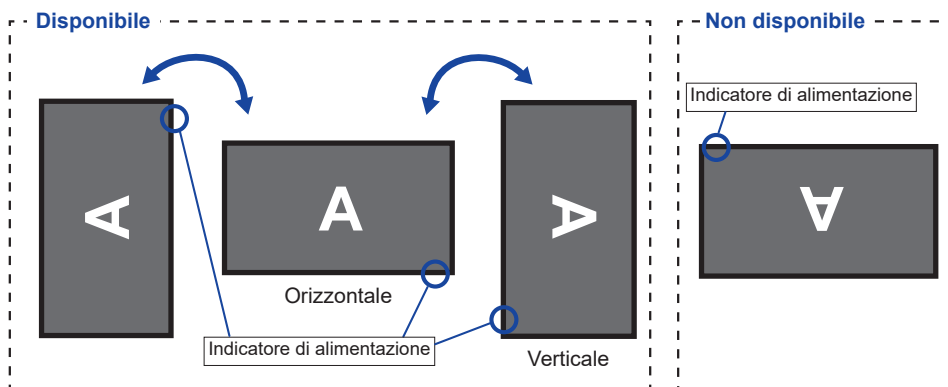 Disponibile
Non disponibile
Indicatore di alimentazione
A
A
A
A
Orizzontale
Indicatore di alimentazione
Verticale